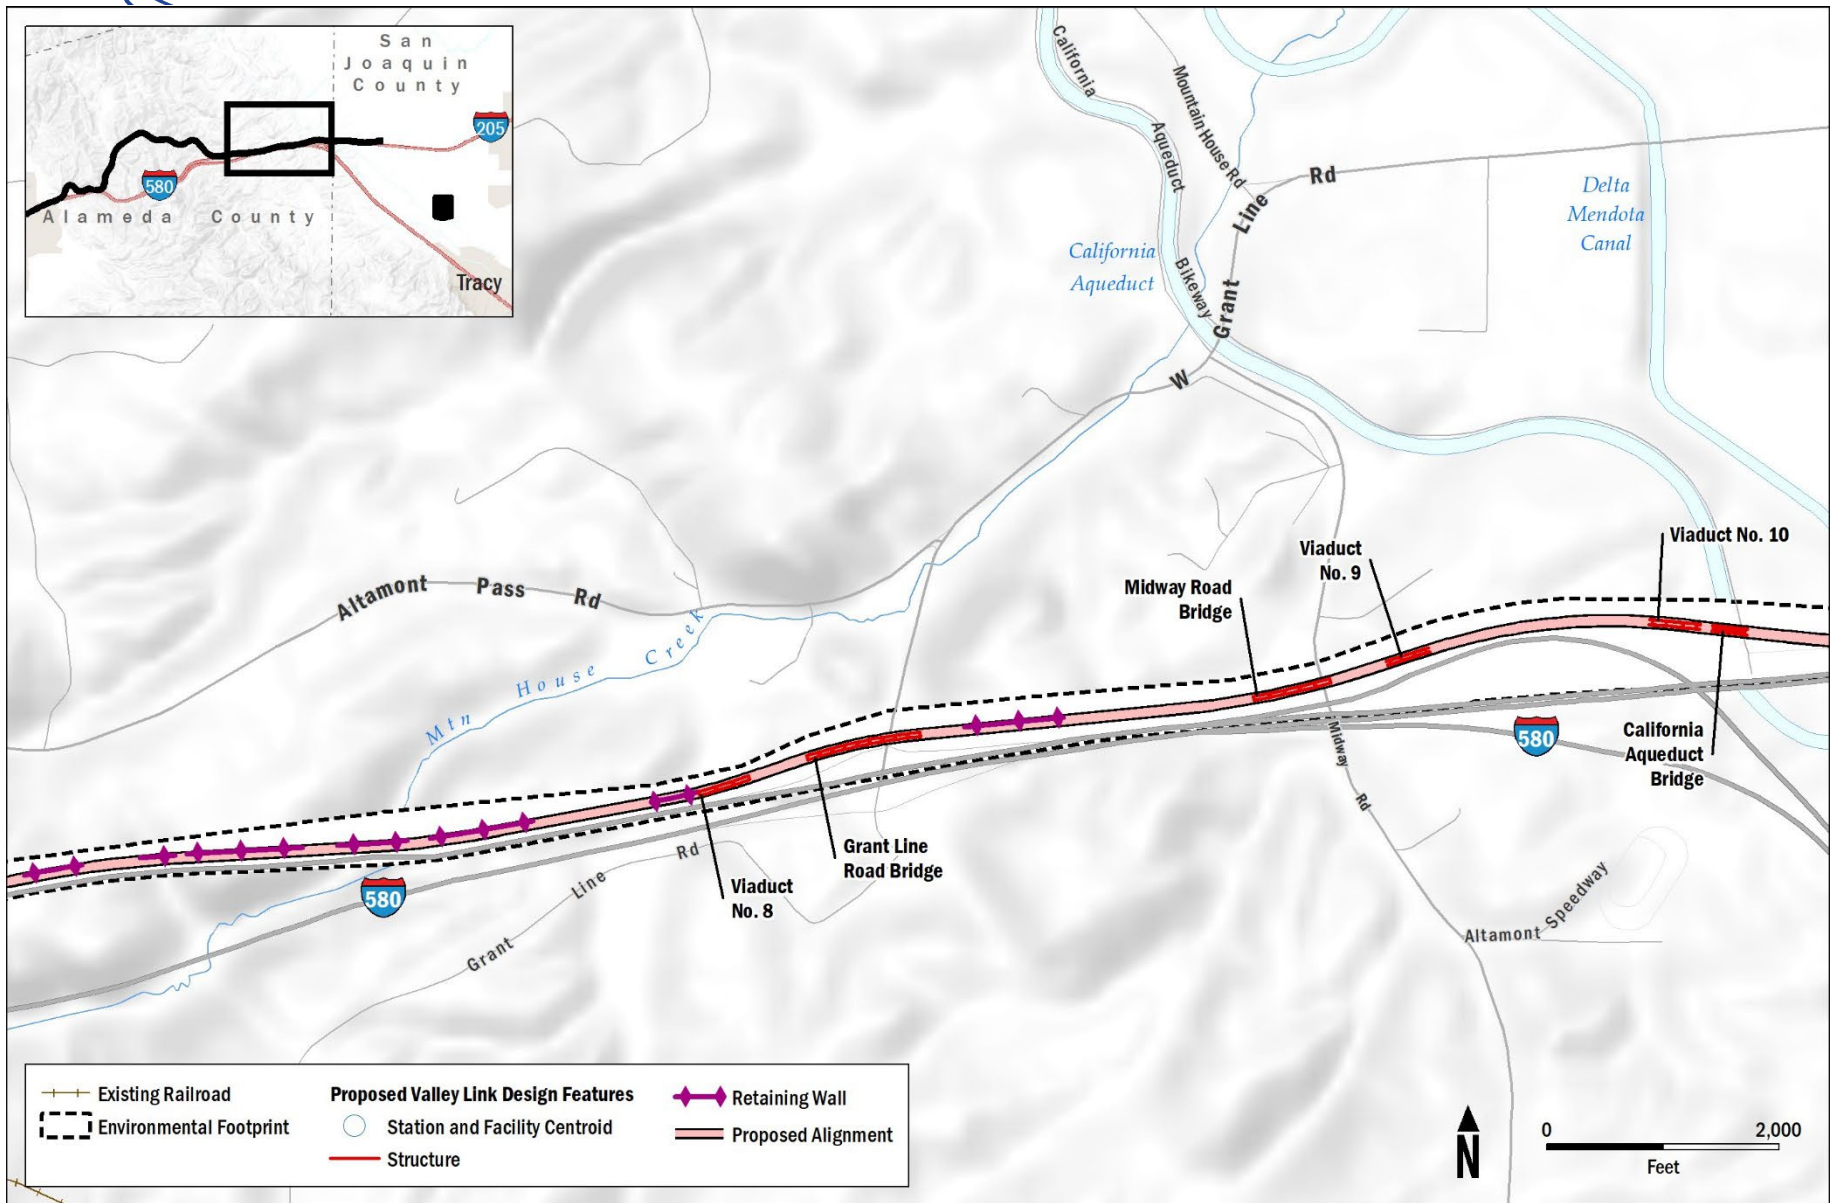 San
Joaquin
County
205
580
Alameda County
Tracy
California
Aqueduct
Bikeway
Mountain House Rd
W Grant Line Rd
Delta
Mendota
Canal
California
Aqueduct
Altamont Pass Rd
Mtn House Creek
Viaduct No. 10
Viaduct
No. 9
Midway Road
Bridge
California
Aqueduct
Bridge
580
Midway Rd
Grant Line
Road Bridge
Viaduct
No. 8
580
Grant Line Rd
Altamont Speedway
Existing Railroad
Environmental Footprint
Proposed Valley Link Design Features
Station and Facility Centroid
Structure
Retaining Wall
Proposed Alignment
N
0 2,000
Feet